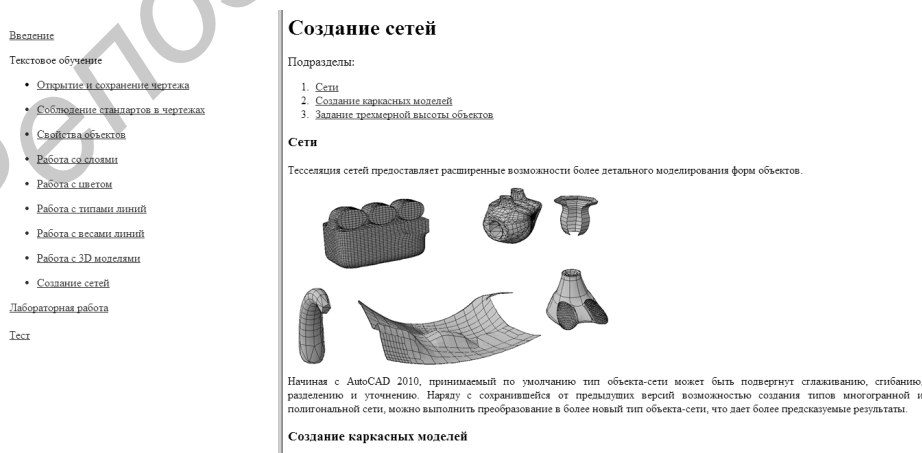 Введение
Текстовое обучение
Открытие и сохранение чертежа
Соблюдение стандартов в чертежах
Свойства объектов
Работа со слоями
Работа с цветом
Работа с типами линий
Работа с весами линий
Работа с 3D моделями
Создание сетей
Лабораторная работа
Тест
Создание сетей
Подразделы:
1. Сети
2. Создание каркасных моделей
3. Задание трехмерной высоты объектов
Сети
Тесселяция сетей предоставляет расширенные возможности более детального моделирования форм объектов.
Начиная с AutoCAD 2010, принимаемый по умолчанию тип объекта-сети может быть подвергнут сглаживанию, сгибанию,
разделению и уточнению. Наряду с сохранившейся от предыдущих версий возможностью создания типов многогранной и
полигональной сети, можно выполнить преобразование в более новый тип объекта-сети, что дает более предсказуемые результаты.
Создание каркасных моделей